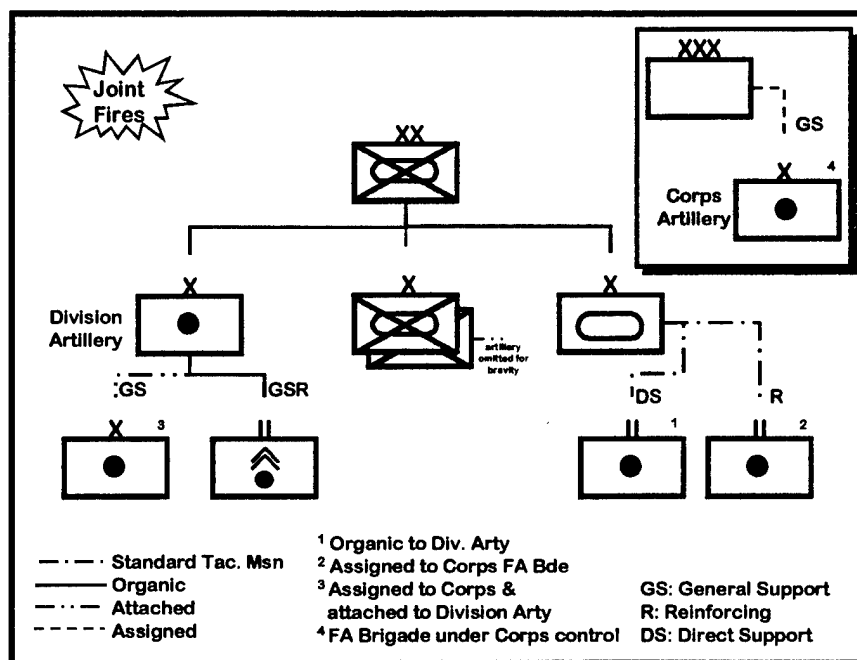 Joint
Fires
XXX
GS
X 4
Corps
Artillery
XX
X
X
X
Division
Artillery
artillery
omitted for
bravity
GS
GSR
DS
R
X 3
II
II 1
II 2
Standard Tac. Msn
Organic
Attached
Assigned
1 Organic to Div. Arty
2 Assigned to Corps FA Bde
3 Assigned to Corps &
attached to Division Arty
4 FA Brigade under Corps control
GS: General Support
R: Reinforcing
DS: Direct Support